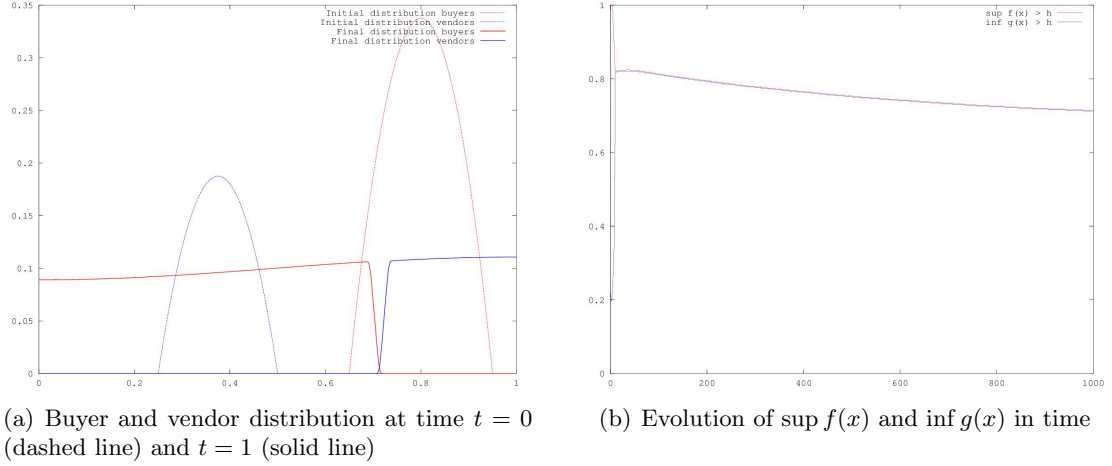 0.35
0.3
0.25
0.2
0.15
0.1
0.05
0
0 0.2 0.4 0.6 0.8 1
Initial distribution buyers
Initial distribution vendors
Final distribution buyers
Final distribution vendors
1
0.8
0.6
0.4
0.2
0
0 200 400 600 800 1000
sup f(x) > h
inf g(x) > h
(a) Buyer and vendor distribution at time t = 0
(dashed line) and t = 1 (solid line)
(b) Evolution of sup f(x) and inf g(x) in time